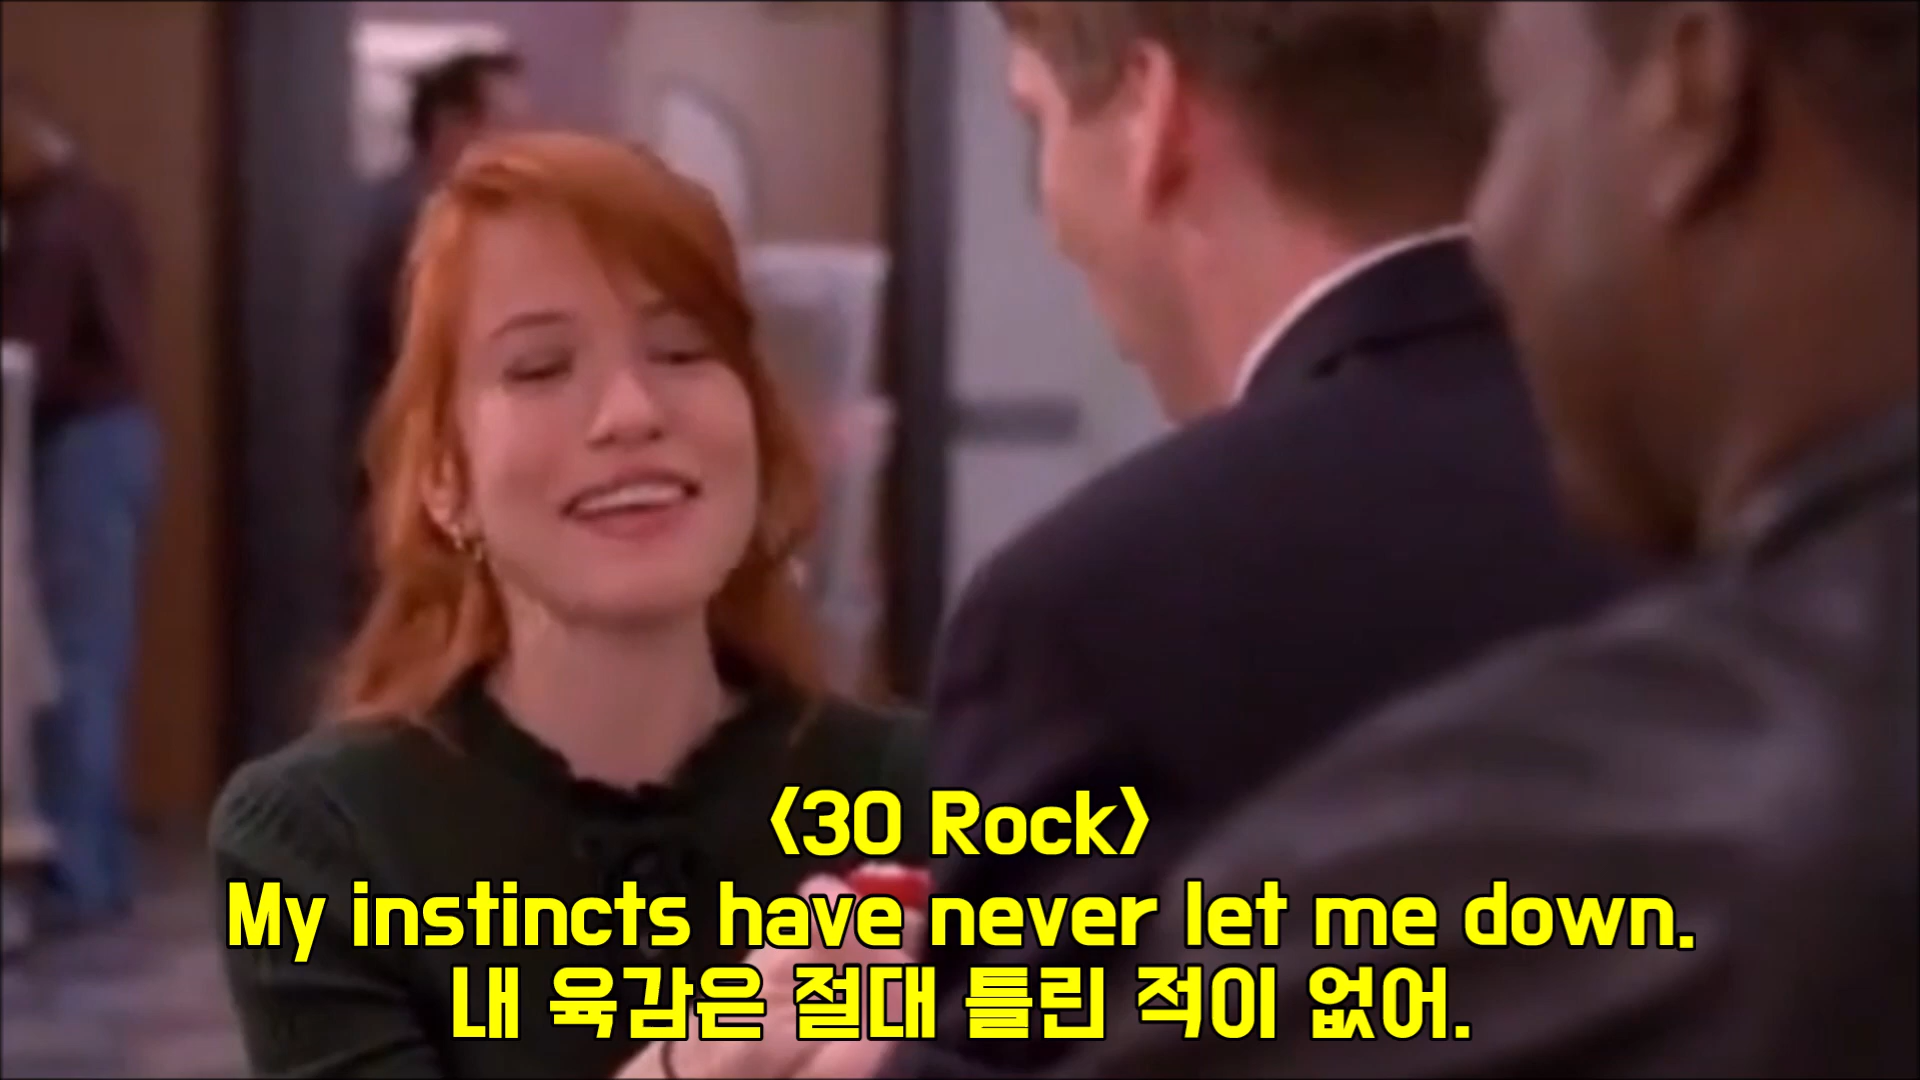 〈30 Rock〉
My instincts have never let me down.
내 육감은 절대 틀린 적이 없어.